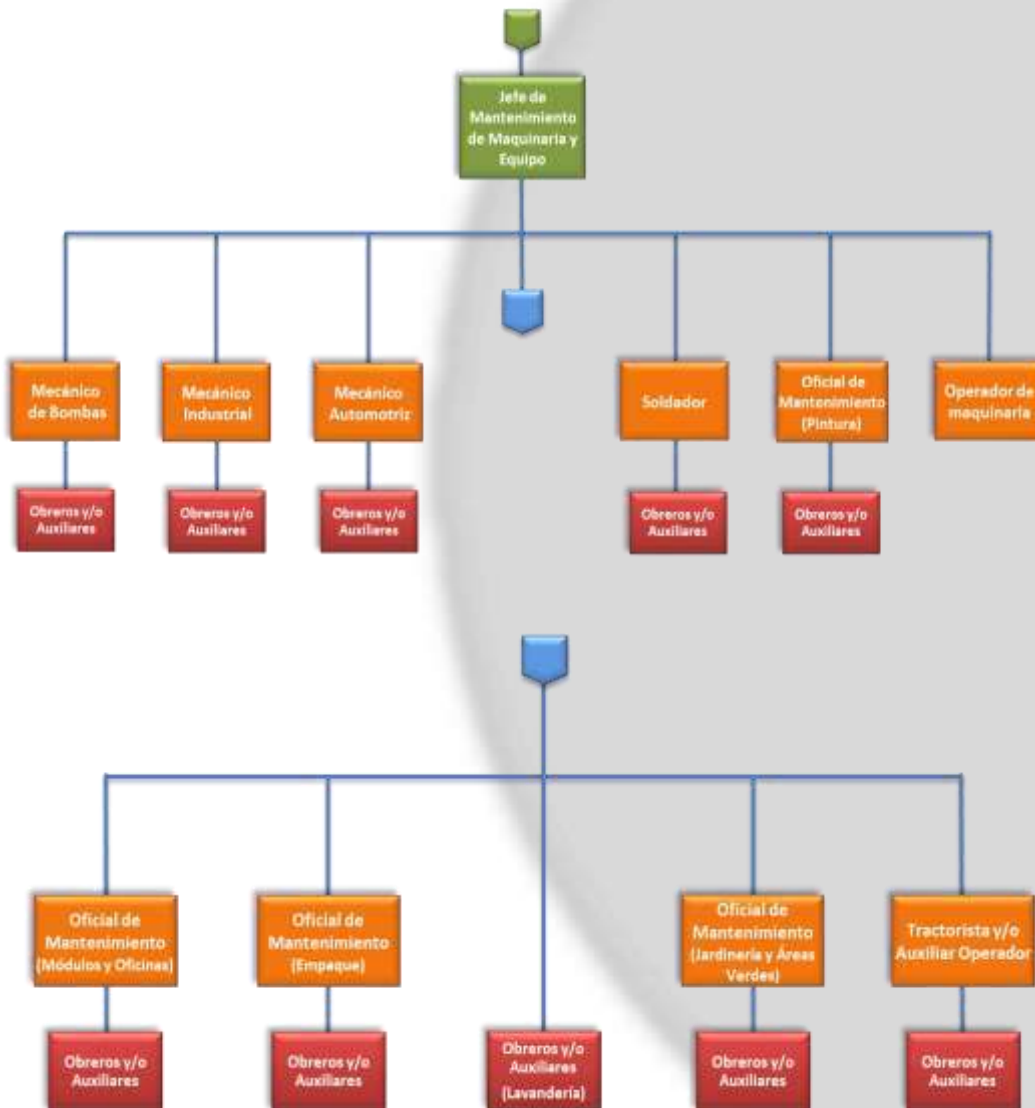 Jefe de
Mantenimiento
de Maquinaria y
Equipo
Mecánico
de Bombas
Mecánico
Industrial
Mecánico
Automotriz
Soldador
Oficial de
Mantenimiento
(Pintura)
Operador de
maquinaria
Obreros y/o
Auxiliares
Obreros y/o
Auxiliares
Obreros y/o
Auxiliares
Obreros y/o
Auxiliares
Obreros y/o
Auxiliares
Oficial de
Mantenimiento
(Módulos y Oficinas)
Oficial de
Mantenimiento
(Empaque)
Oficial de
Mantenimiento
(Jardinería y Áreas
Verdes)
Tractorista y/o
Auxiliar Operador
Obreros y/o
Auxiliares
Obreros y/o
Auxiliares
Obreros y/o
Auxiliares
(Lavandería)
Obreros y/o
Auxiliares
Obreros y/o
Auxiliares